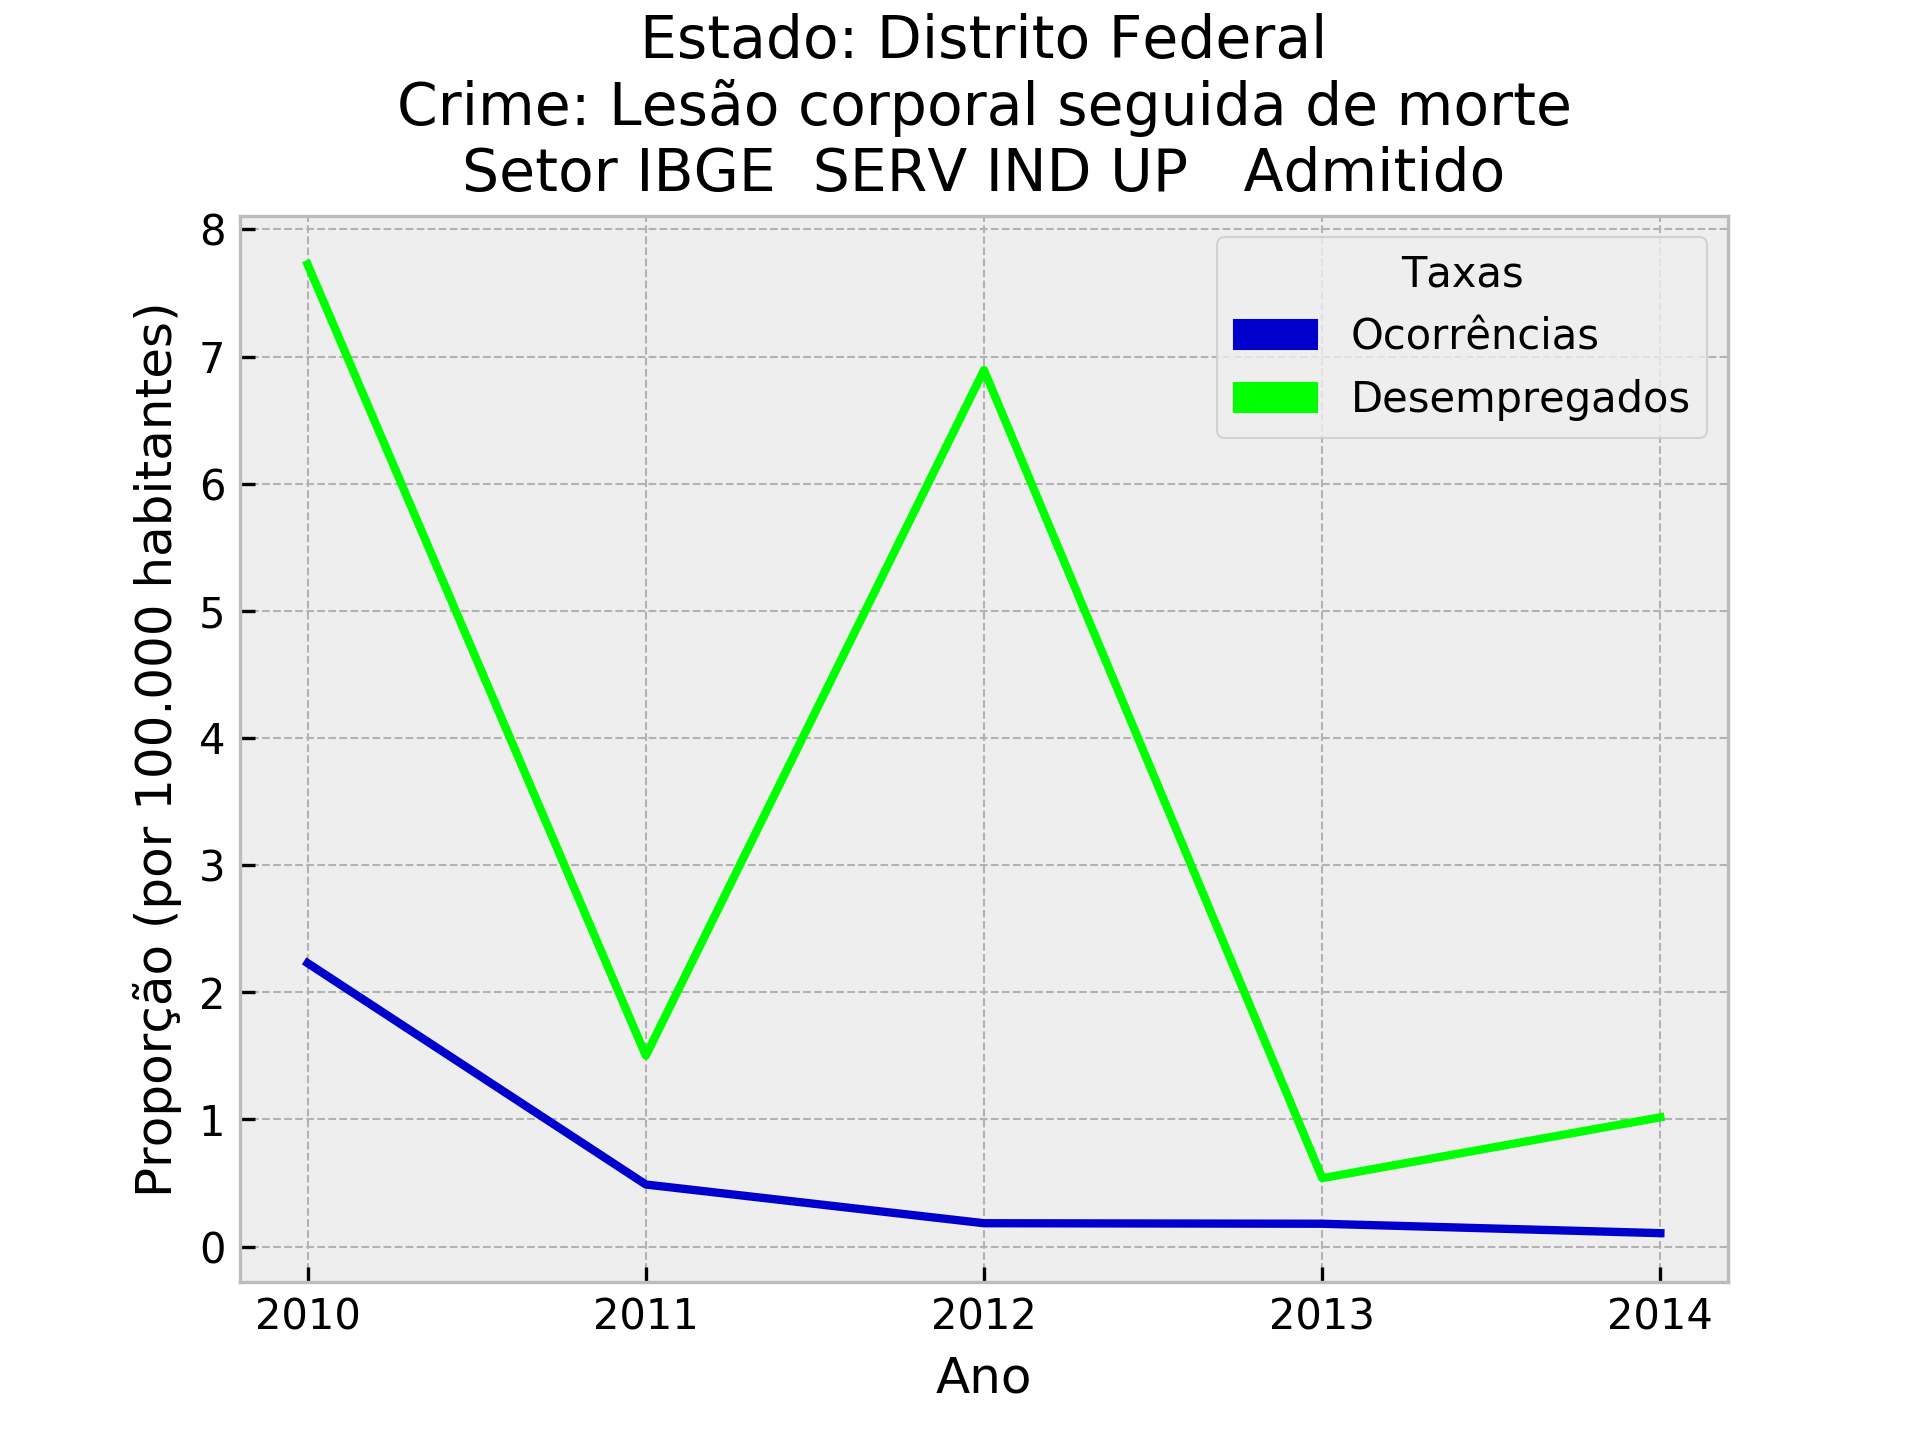 Estado: Distrito Federal
Crime: Lesão corporal seguida de morte
Setor IBGE  SERV IND UP   Admitido
Proporção (por 100.000 habitantes)
8
7
6
5
4
3
2
1
0
Taxas
Ocorrências
Desempregados
2010 2011 2012 2013 2014
Ano